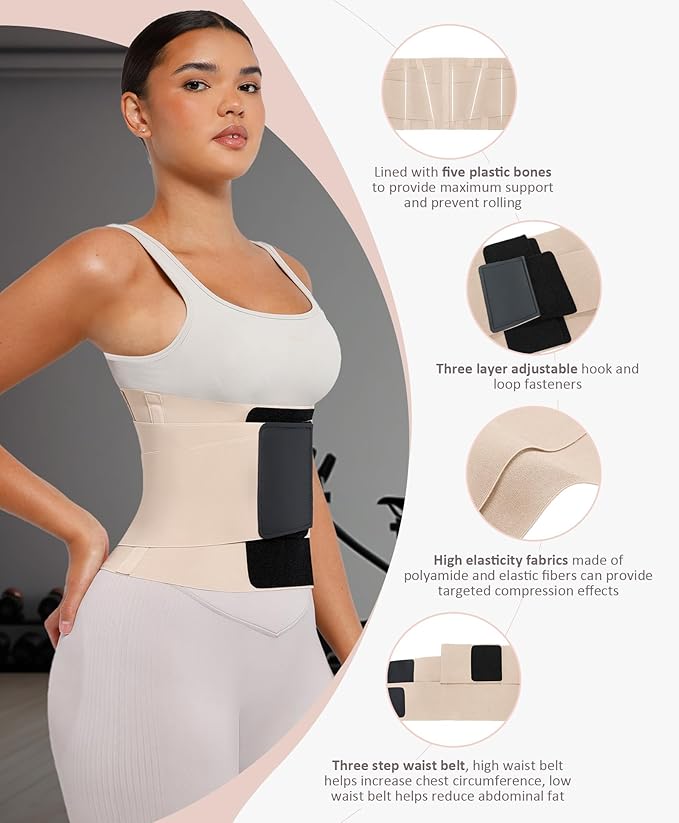 Lined with five plastic bones
to provide maximum support
and prevent rolling
Three layer adjustable hook and
loop fasteners
High elasticity fabrics made of
polyamide and elastic fibers can provide
targeted compression effects
Three step waist belt, high waist belt
helps increase chest circumference, low
waist belt helps reduce abdominal fat